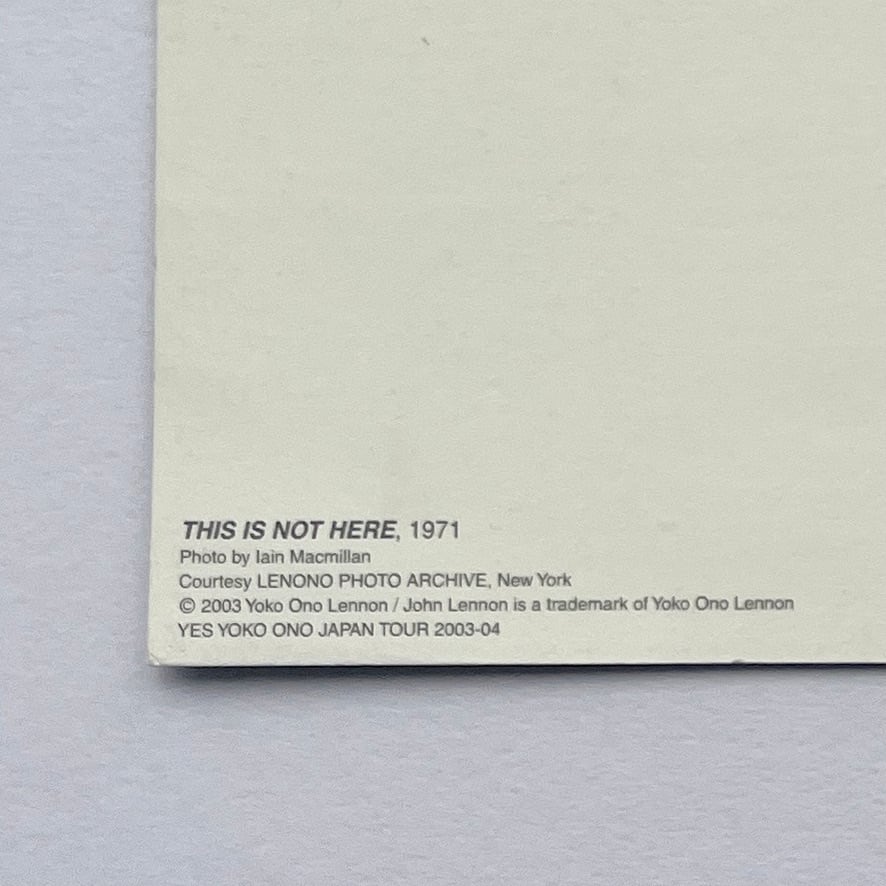 THIS IS NOT HERE, 1971
Photo by Iain Macmillan
Courtesy LENONO PHOTO ARCHIVE, New York
© 2003 Yoko Ono Lennon / John Lennon is a trademark of Yoko Ono Lennon
YES YOKO ONO JAPAN TOUR 2003-04